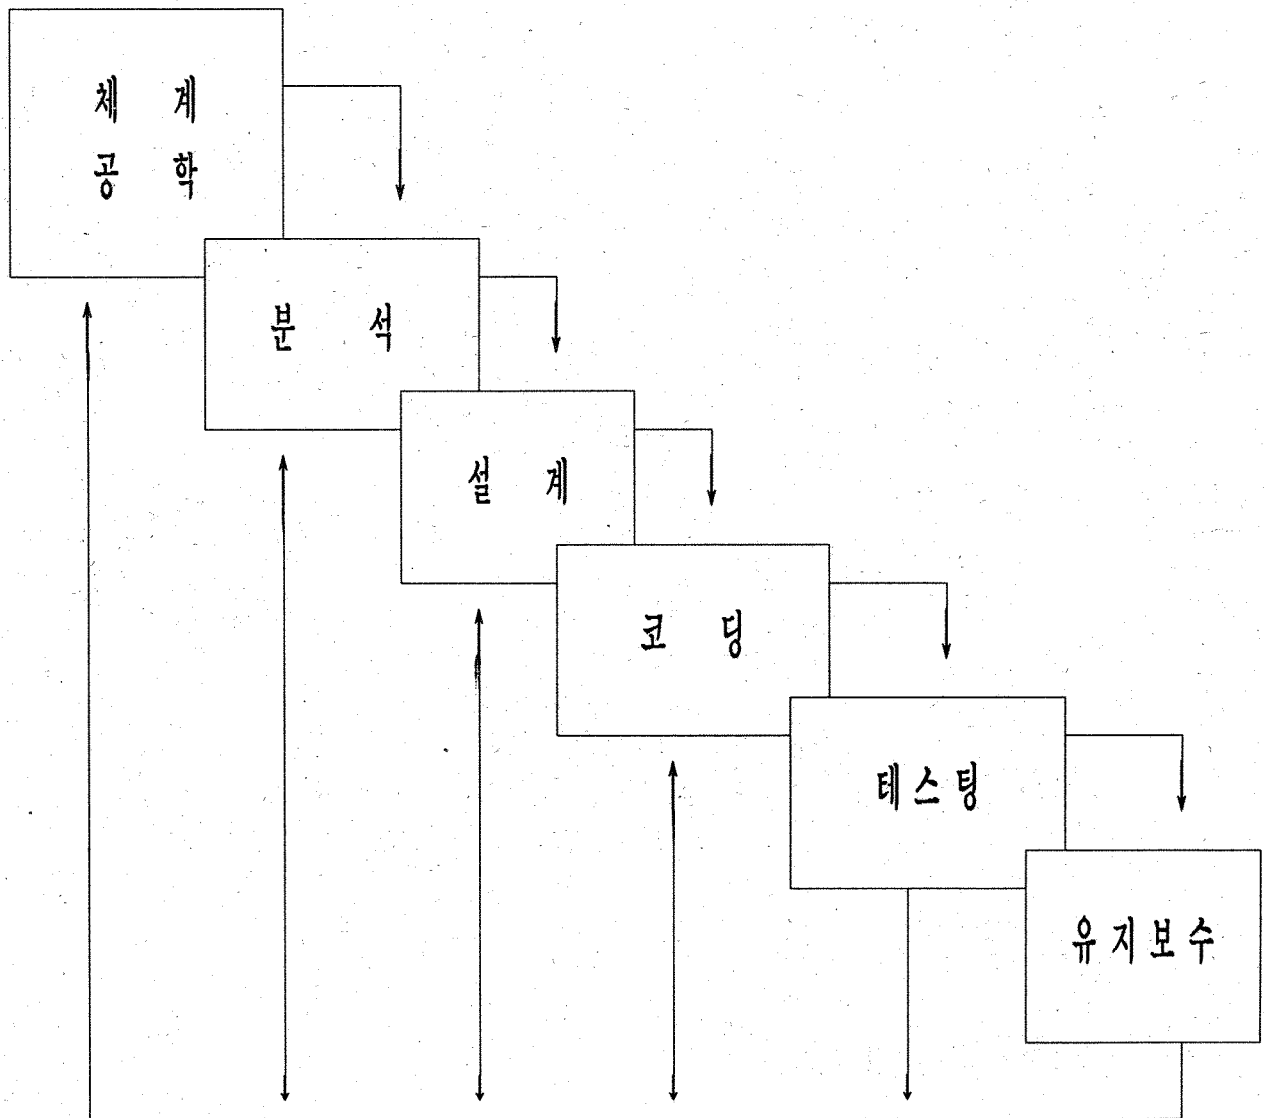 체 계
공 학
분 석
설 계
코 딩
테스팅
유지보수